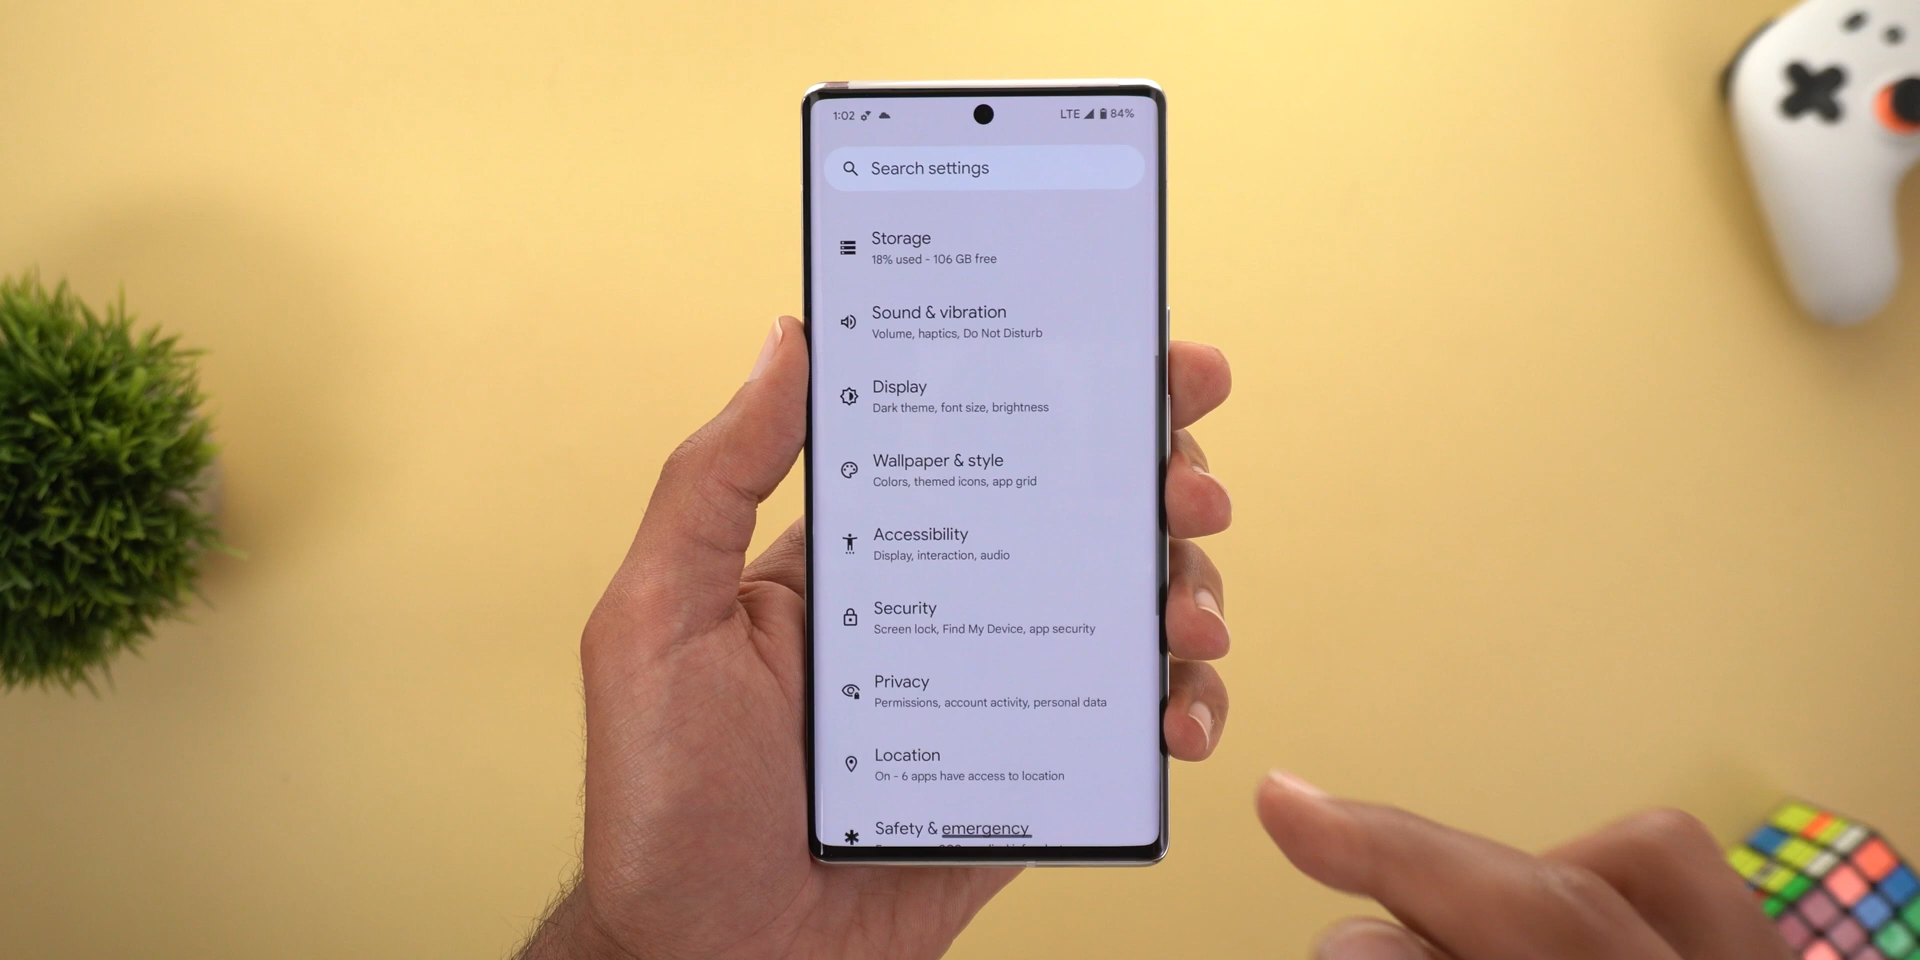 1:02
LTE 84%
Search settings
Storage
18% used - 106 GB free
Sound & vibration
Volume, haptics, Do Not Disturb
Display
Dark theme, font size, brightness
Wallpaper & style
Colors, themed icons, app grid
Accessibility
Display, interaction, audio
Security
Screen lock, Find My Device, app security
Privacy
Permissions, account activity, personal data
Location
On - 6 apps have access to location
Safety & emergency